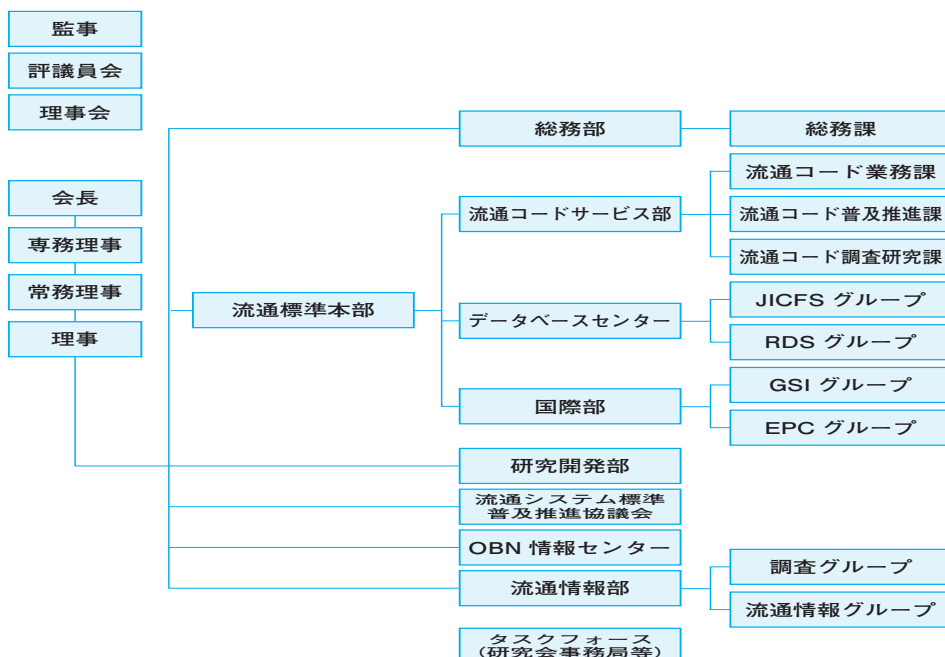 監事
評議員会
理事会
会長
専務理事
常務理事
理事
流通標準本部
総務部
総務課
流通コードサービス部
流通コード業務課
流通コード普及推進課
流通コード調査研究課
データベースセンター
JICFS グループ
RDS グループ
国際部
GSI グループ
EPC グループ
研究開発部
流通システム標準
普及推進協議会
OBN 情報センター
流通情報部
調査グループ
流通情報グループ
タスクフォース
(研究会事務局等)